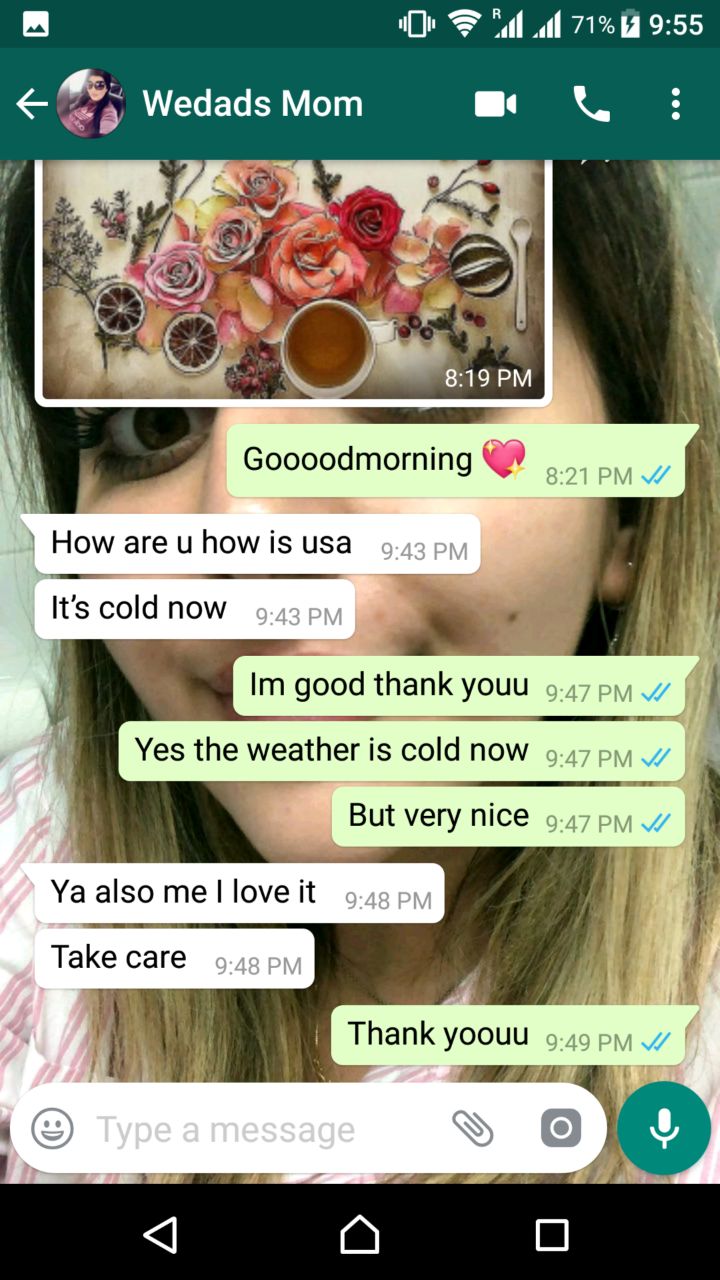 71% 9:55
Wedads Mom
8:19 PM
Goooodmorning 💖 8:21 PM
How are u how is usa 9:43 PM
It’s cold now 9:43 PM
Im good thank youu 9:47 PM
Yes the weather is cold now 9:47 PM
But very nice 9:47 PM
Ya also me I love it 9:48 PM
Take care 9:48 PM
Thank yoouu 9:49 PM
Type a message